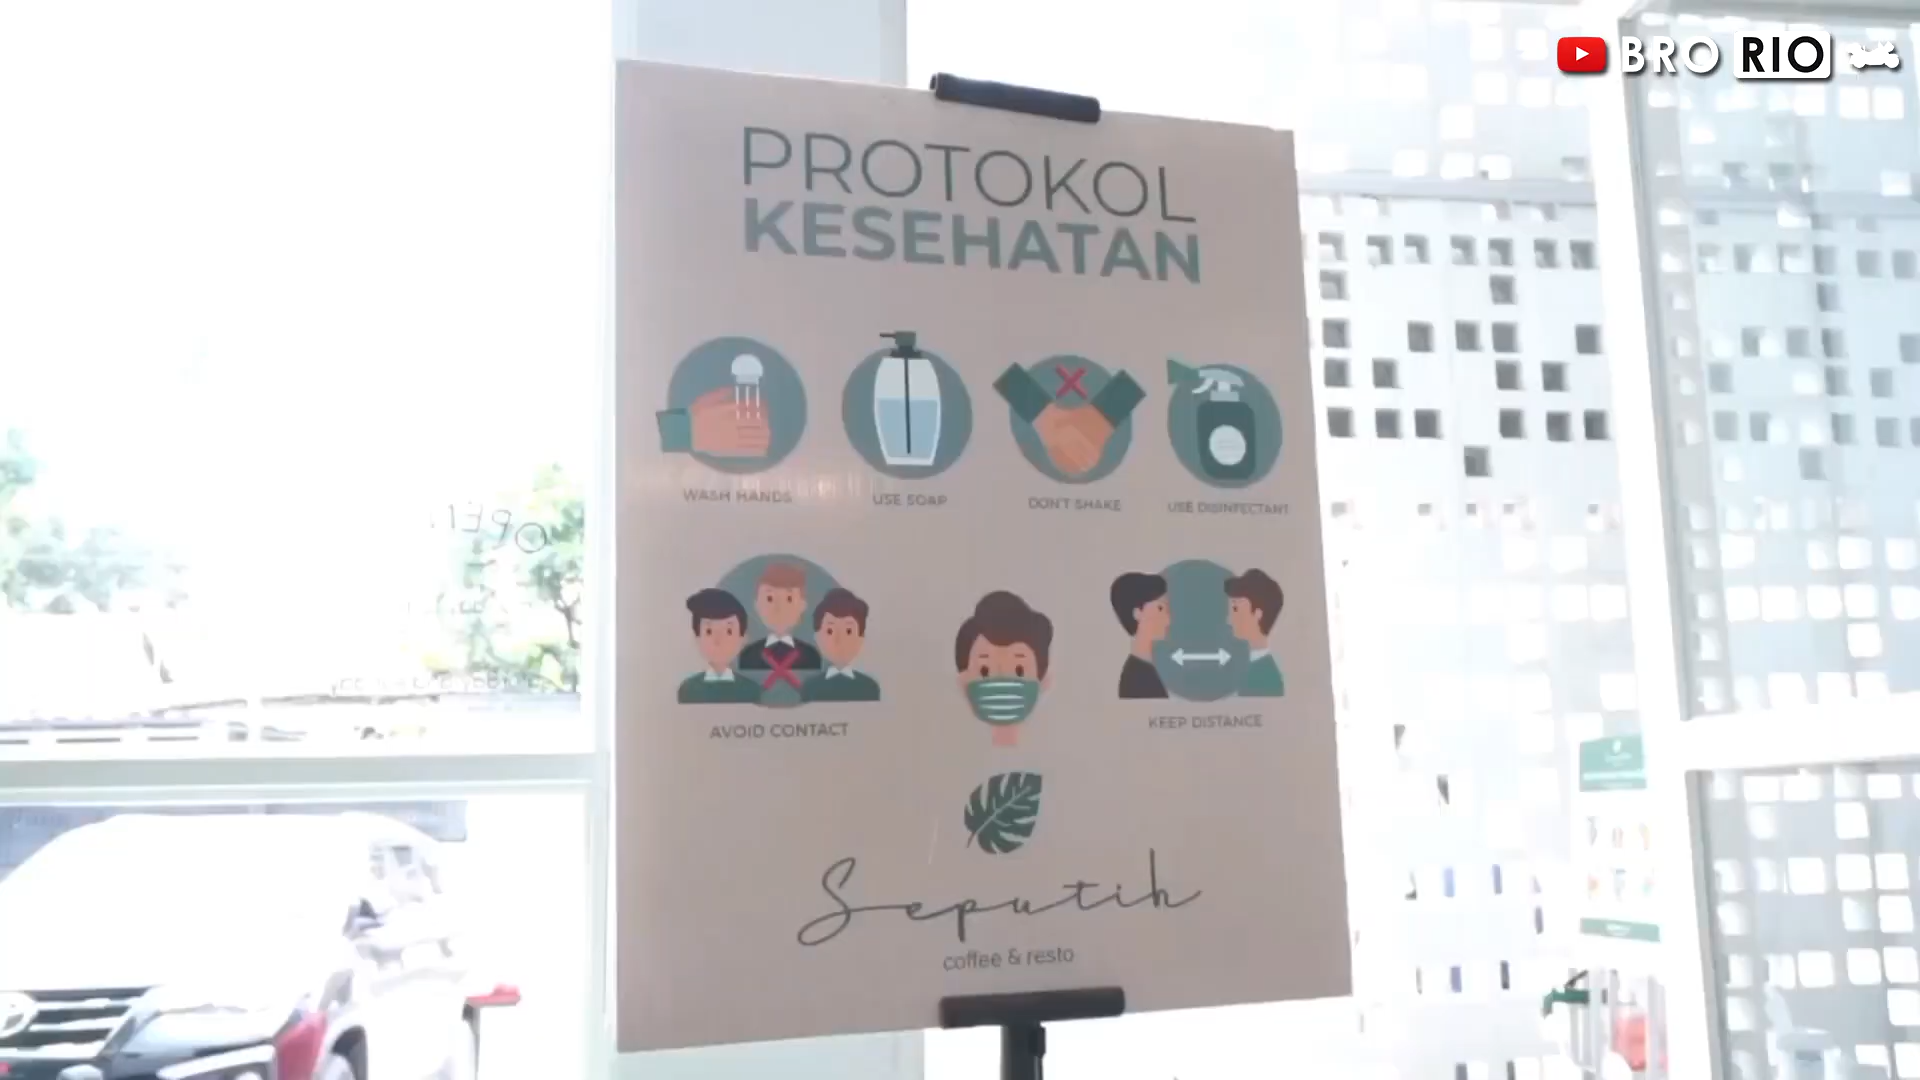 BRO RIO
PROTOKOL
KESEHATAN
WASH HANDS
USE SOAP
DON'T SHAKE
USE DISINFECTANT
AVOID CONTACT
KEEP DISTANCE
Seputih
coffee & resto
OPEN